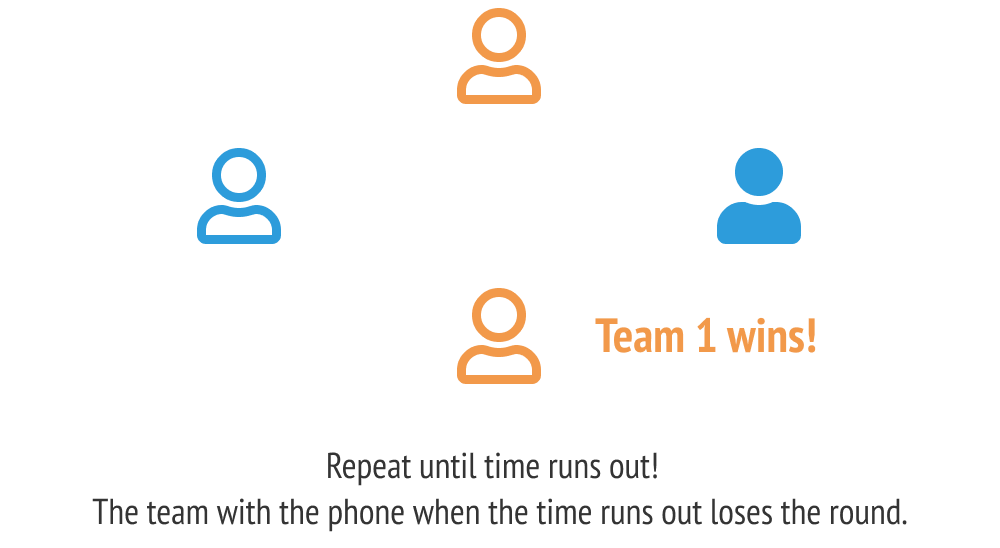 Team 1 wins!
Repeat until time runs out!
The team with the phone when the time runs out loses the round.